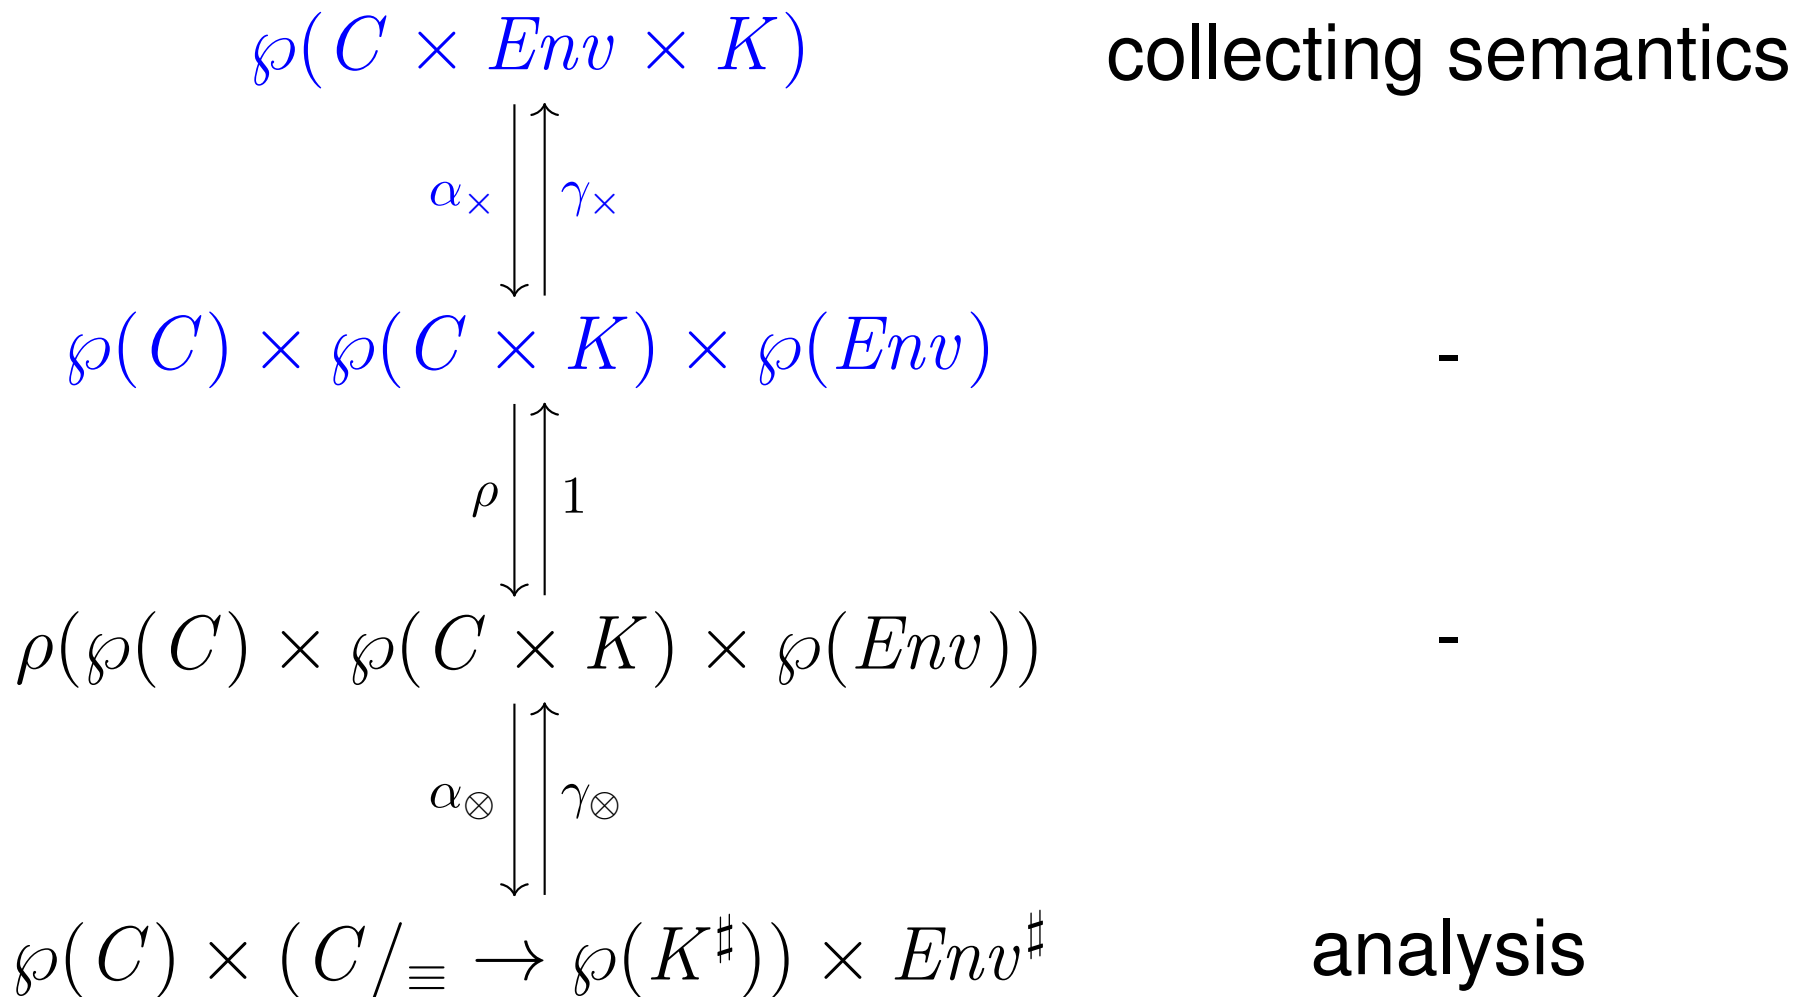 ℘(C × Env × K) collecting semantics
α× γ×
℘(C) × ℘(C × K) × ℘(Env) -
ρ 1
ρ(℘(C) × ℘(C × K) × ℘(Env)) -
α⊗ γ⊗
℘(C) × (C/≡ → ℘(K♯)) × Env♯ analysis